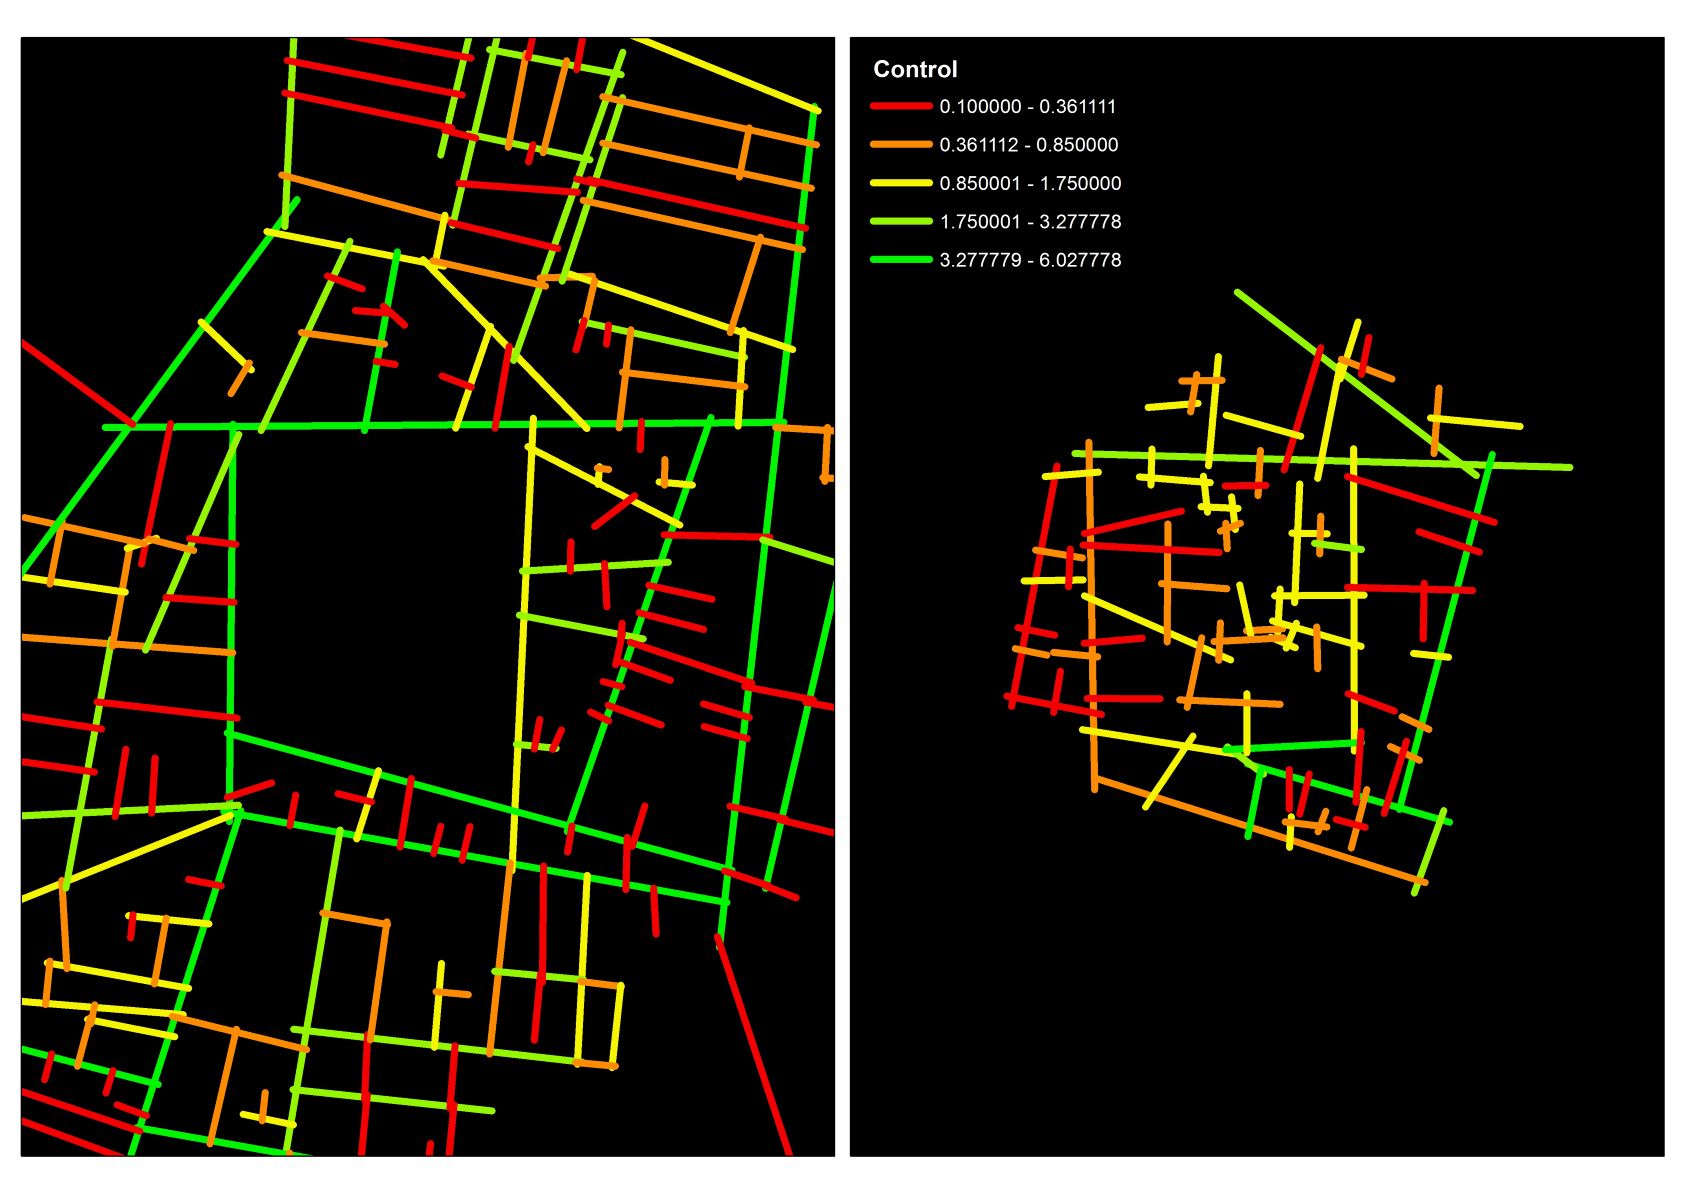 Control
0.100000 - 0.361111
0.361112 - 0.850000
0.850001 - 1.750000
1.750001 - 3.277778
3.277779 - 6.027778